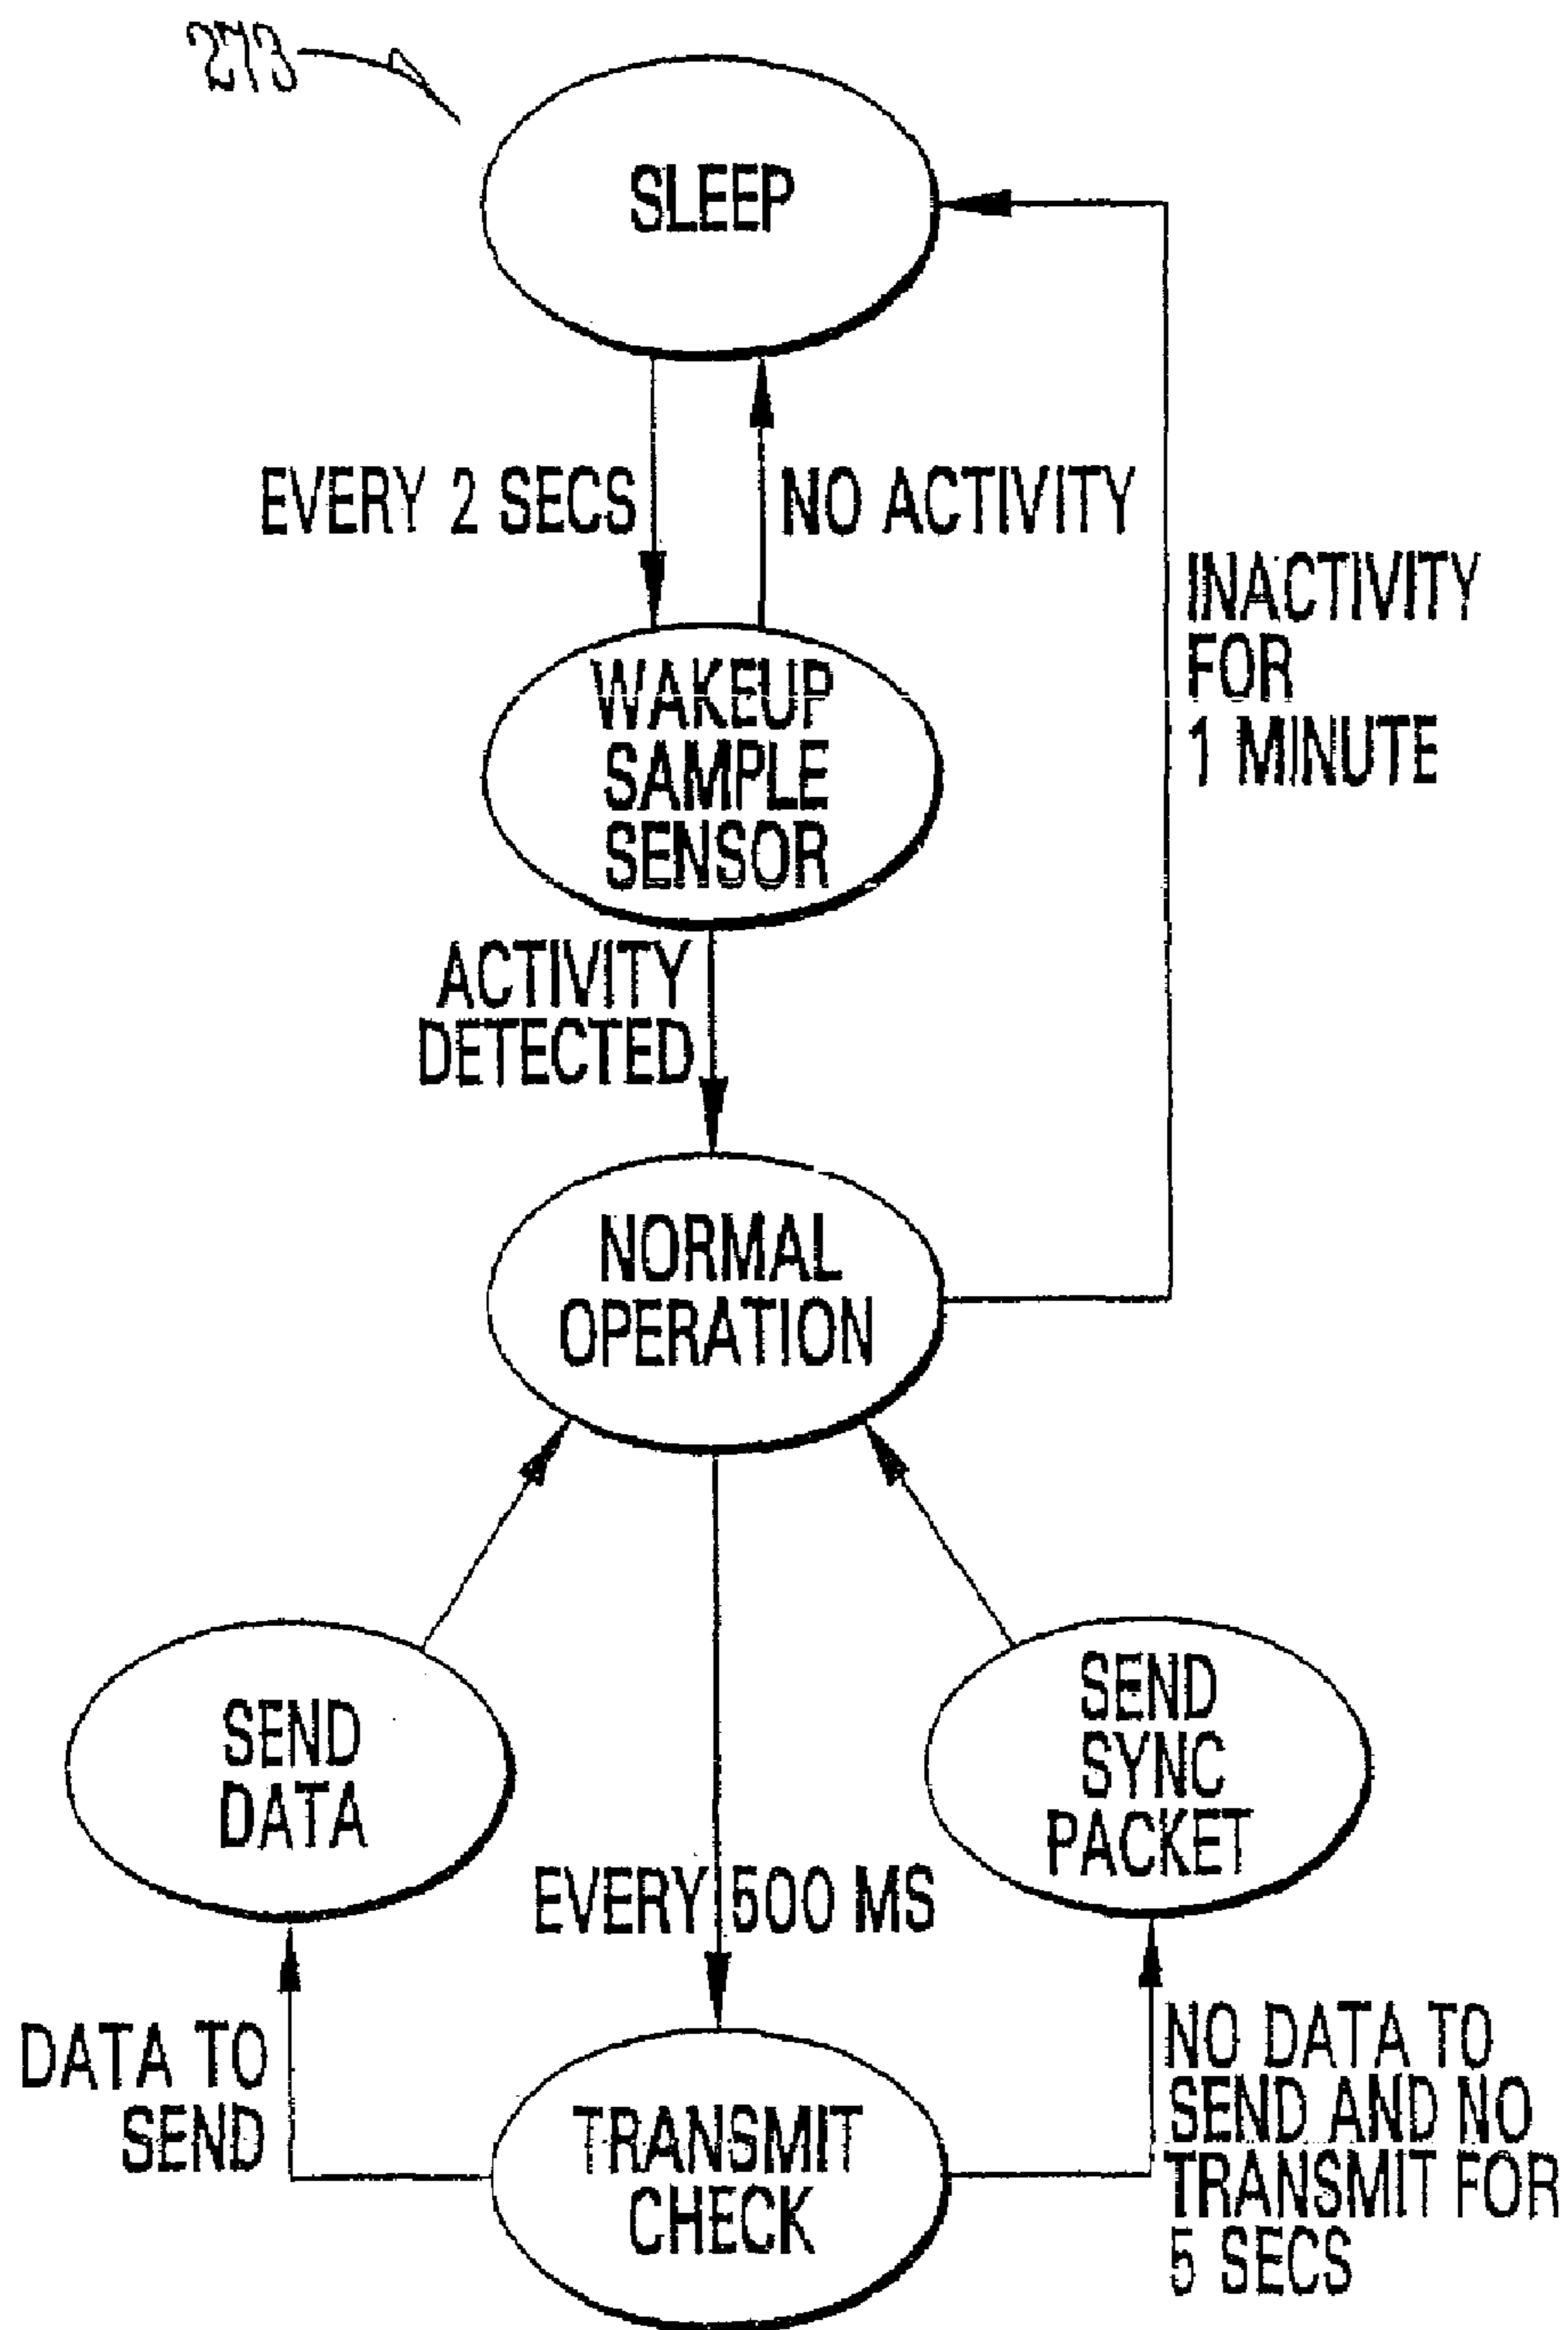 273
SLEEP
EVERY 2 SECS
NO ACTIVITY
INACTIVITY
FOR
1 MINUTE
WAKEUP
SAMPLE
SENSOR
ACTIVITY
DETECTED
NORMAL
OPERATION
SEND
DATA
SEND
SYNC
PACKET
EVERY 500 MS
DATA TO
SEND
TRANSMIT
CHECK
NO DATA TO
SEND AND NO
TRANSMIT FOR
5 SECS